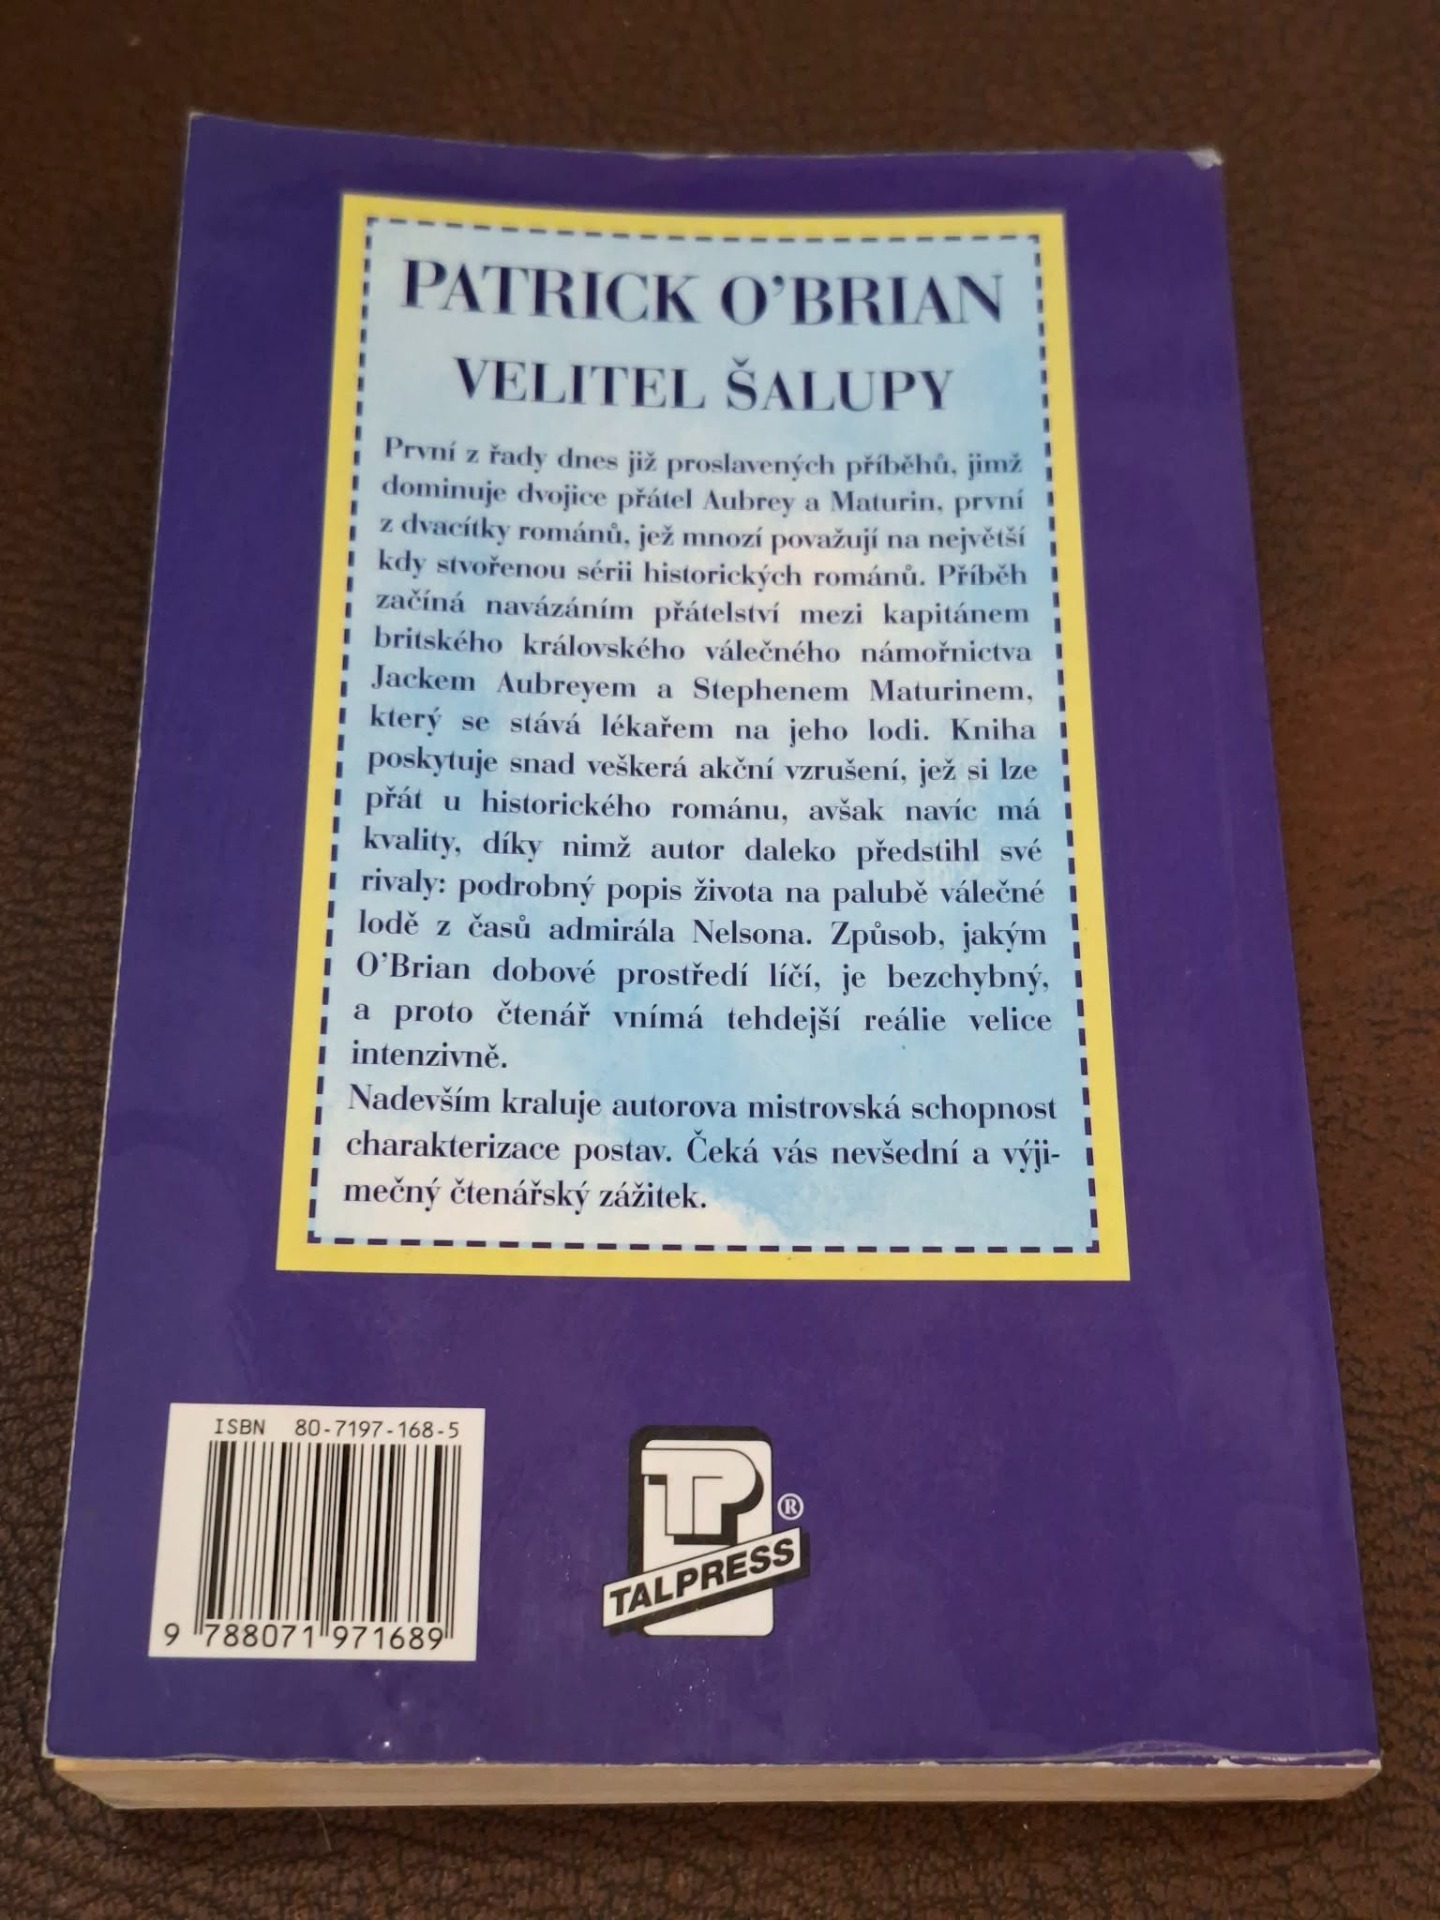 PATRICK O'BRIAN
VELITEL ŠALUPY
První z řady dnes již proslavených příběhů, jimž
dominuje dvojice přátel Aubrey a Maturin, první
z dvacítky románů, jež mnozí považují na největší
kdy stvořenou sérii historických románů. Příběh
začíná navázáním přátelství mezi kapitánem
britského královského válečného námořnictva
Jackem Aubreyem a Stephenem Maturinem,
který se stává lékařem na jeho lodi. Kniha
poskytuje snad veškerá akční vzrušení, jež si lze
přát u historického románu, avšak navíc má
kvality, díky nimž autor daleko předstihl své
rivaly: podrobný popis života na palubě válečné
lodě z časů admirála Nelsona. Způsob, jakým
O'Brian dobové prostředí líčí, je bezchybný,
a proto čtenář vnímá tehdejší reálie velice
intenzivně.
Nadevším kraluje autorova mistrovská schopnost
charakterizace postav. Čeká vás nevšední a výji-
mečný čtenářský zážitek.
ISBN 80-7197-168-5
9 788071 971689
TP ®
TALPRESS